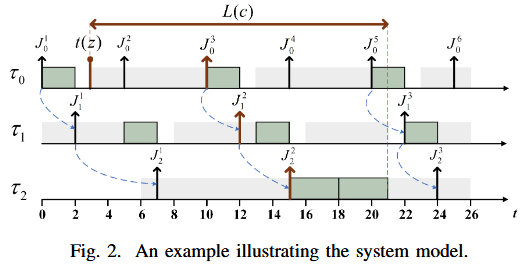 L(c)
J_0^1 t(z) J_0^2 J_0^3 J_0^4 J_0^5 J_0^6
τ_0
J_1^1 J_1^2 J_1^3
τ_1
J_2^1 J_2^2 J_2^3
τ_2
0 2 4 6 8 10 12 14 16 18 20 22 24 26 t
Fig. 2. An example illustrating the system model.